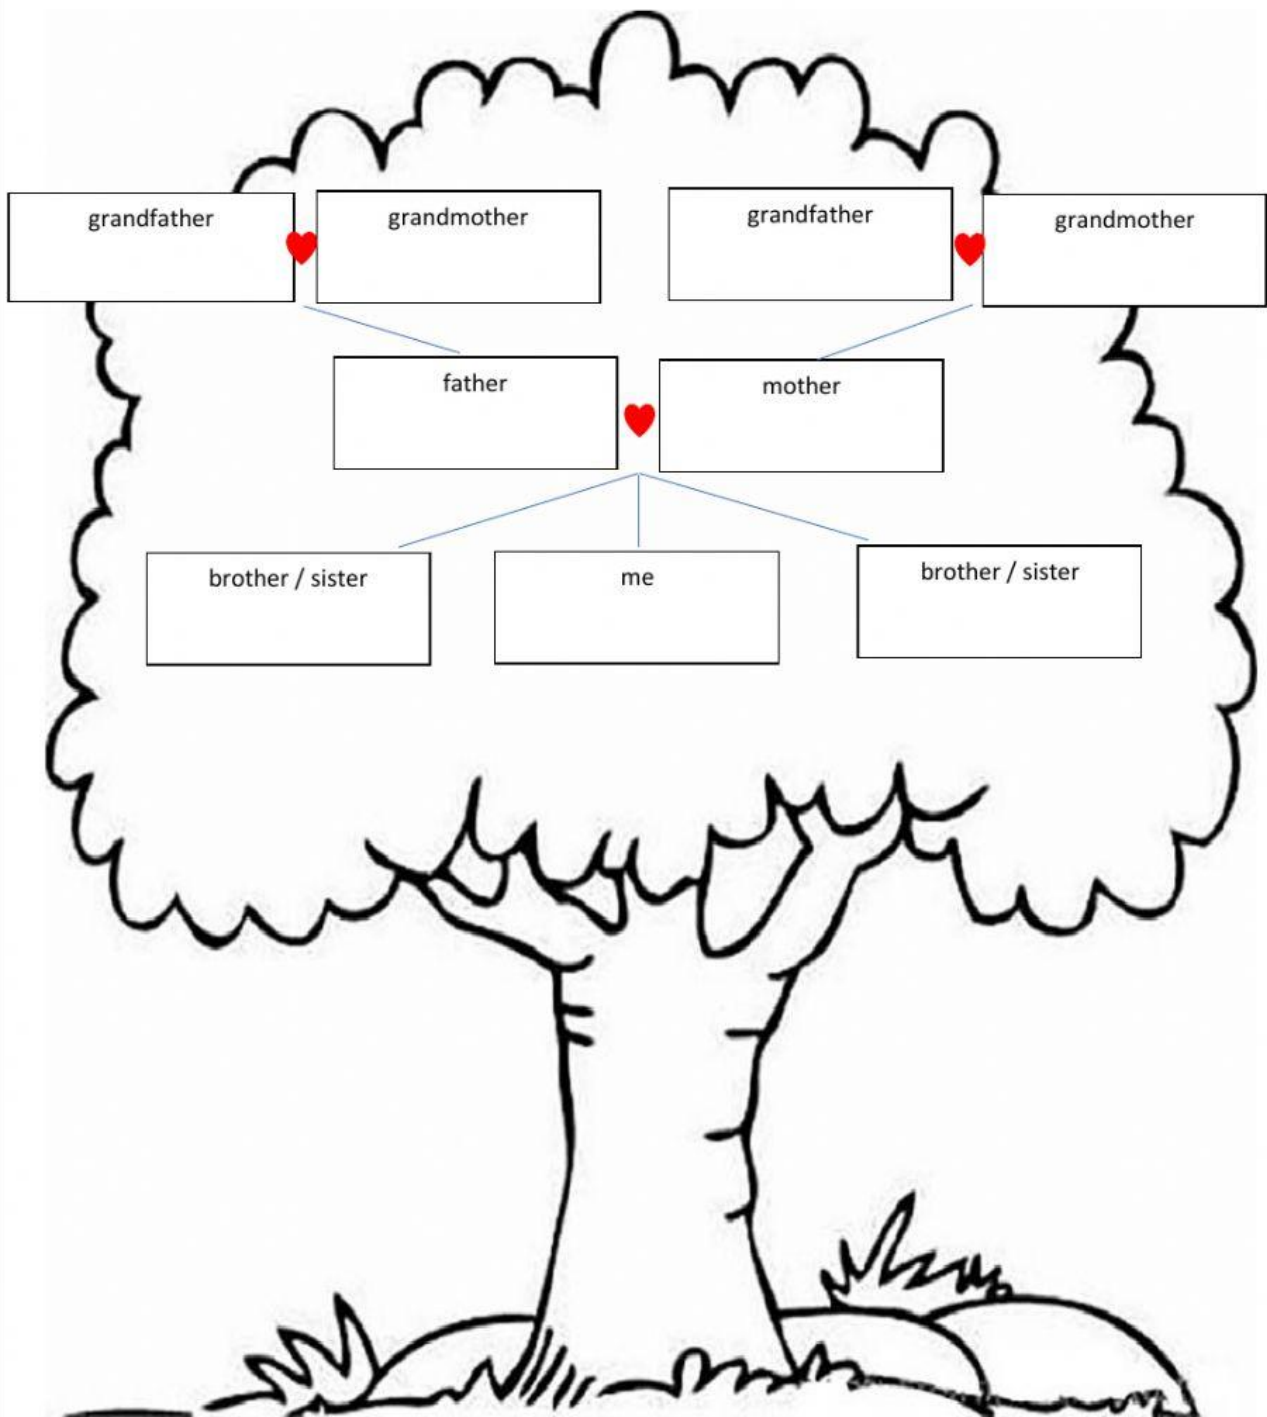 grandfather
grandmother
grandfather
grandmother
father
mother
brother / sister
me
brother / sister